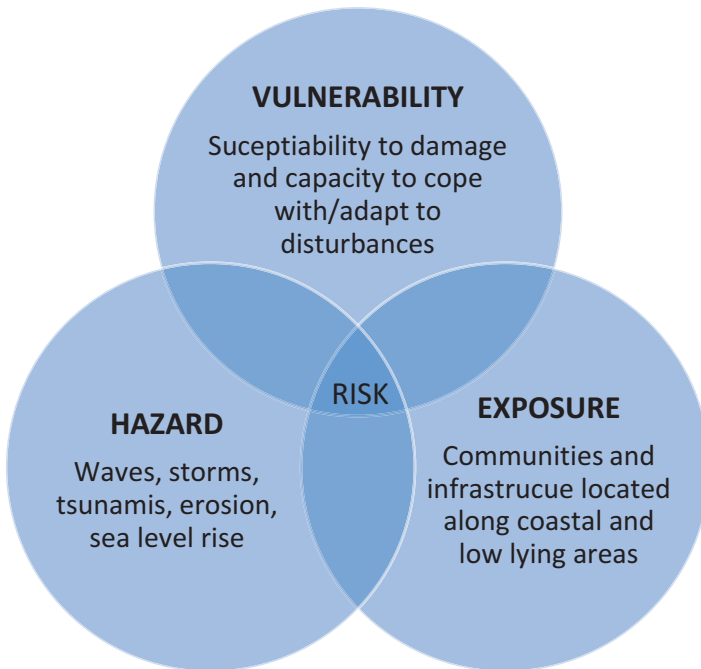 VULNERABILITY
Suceptiability to damage
and capacity to cope
with/adapt to
disturbances
RISK
HAZARD
Waves, storms,
tsunamis, erosion,
sea level rise
EXPOSURE
Communities and
infrastrucue located
along coastal and
low lying areas